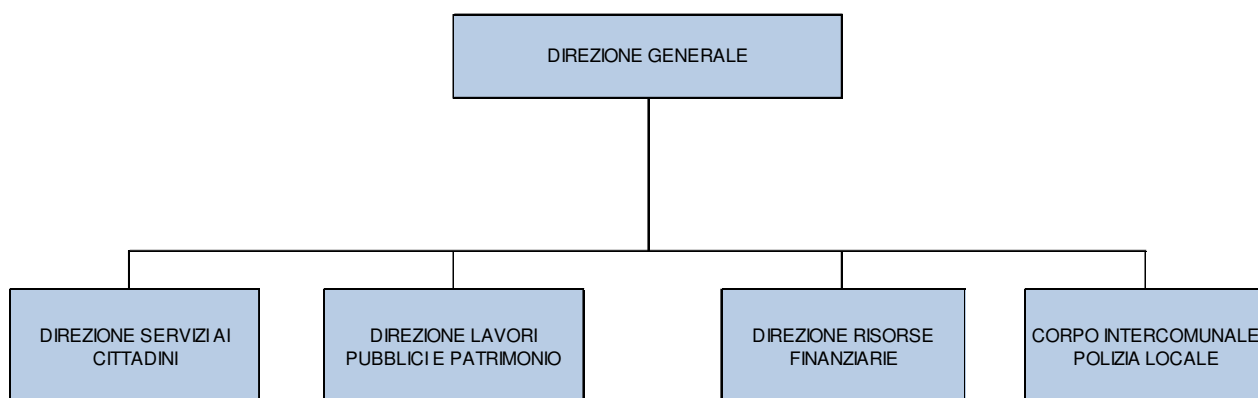 DIREZIONE GENERALE
DIREZIONE SERVIZI AI
CITTADINI
DIREZIONE LAVORI
PUBBLICI E PATRIMONIO
DIREZIONE RISORSE
FINANZIARIE
CORPO INTERCOMUNALE
POLIZIA LOCALE